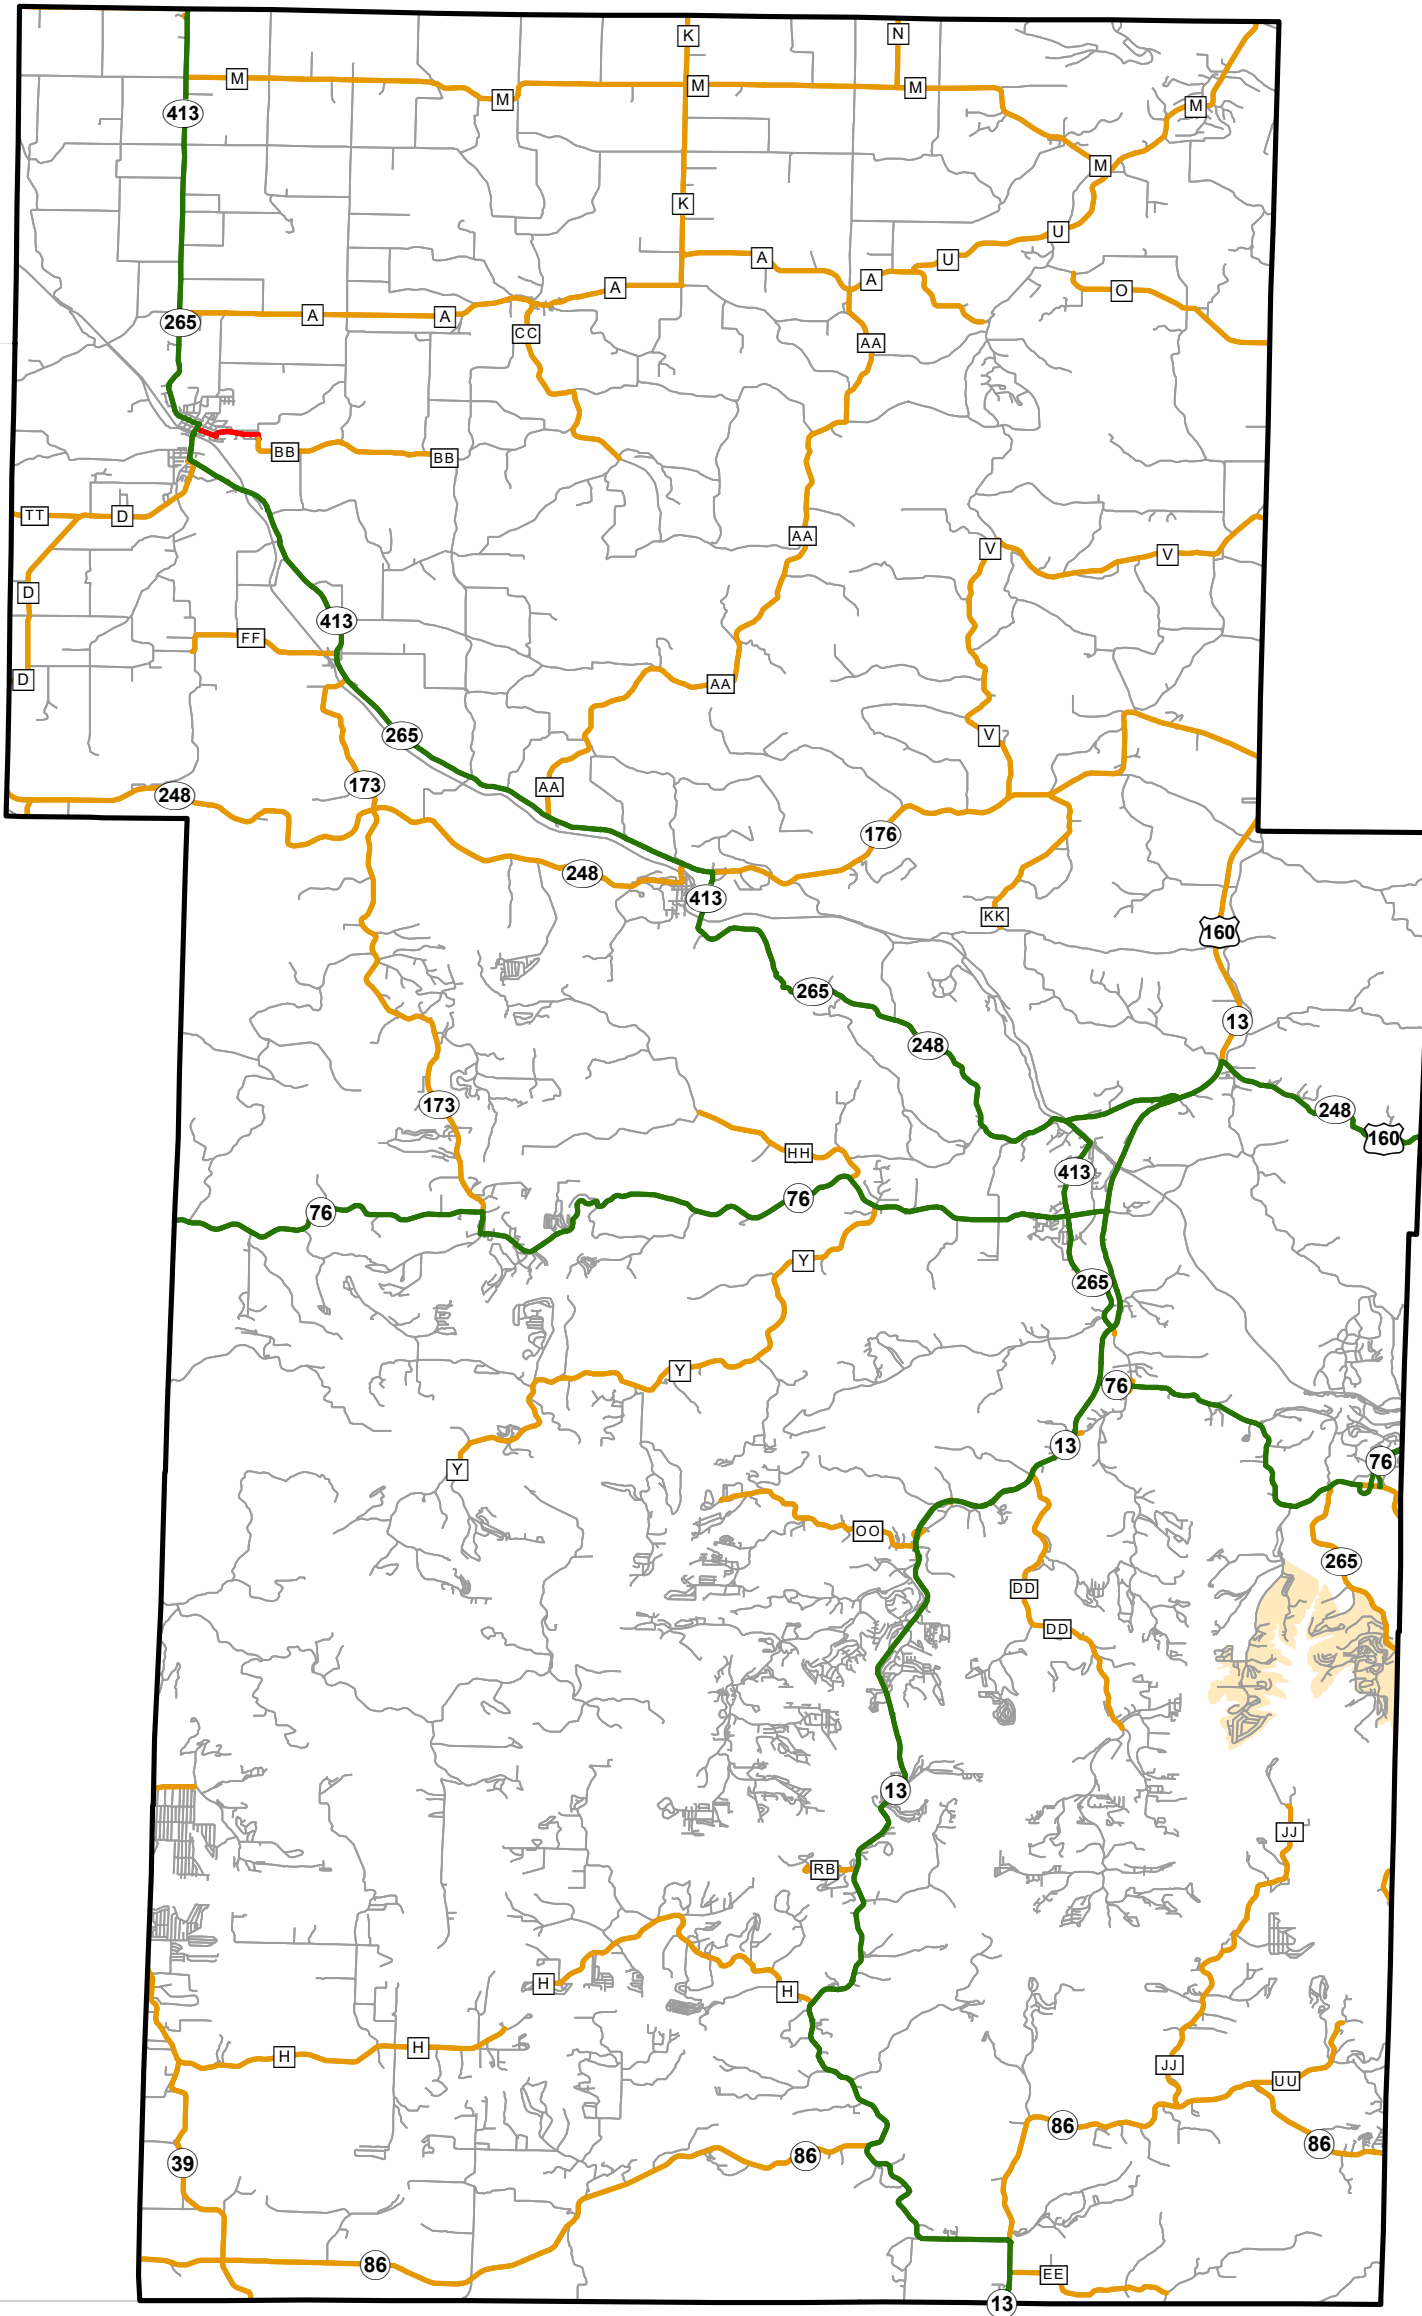 K
N
M
M
M
M
M
413
M
K
U
A
U
A
O
A
265
A
A
CC
AA
BB
BB
TT
D
AA
V
V
D
413
FF
D
AA
265
V
173
AA
248
176
248
413
KK
160
265
13
248
173
248
160
HH
413
76
76
Y
265
Y
76
13
76
Y
OO
265
DD
DD
13
JJ
RB
H
H
H
H
JJ
UU
86
86
86
39
86
EE
13